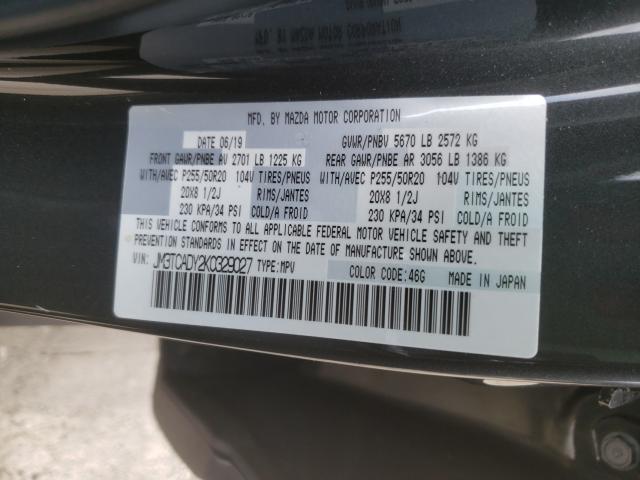 MFD. BY MAZDA MOTOR CORPORATION
DATE 06/19 GVWR/PNBV 5670 LB 2572 KG
FRONT GAWR/PNBE AV 2701 LB 1225 KG REAR GAWR/PNBE AR 3056 LB 1386 KG
WITH/AVEC P255/50R20 104V TIRES/PNEUS WITH/AVEC P255/50R20 104V TIRES/PNEUS
20X8 1/2J RIMS/JANTES 20X8 1/2J RIMS/JANTES
230 KPA/34 PSI COLD/A FROID 230 KPA/34 PSI COLD/A FROID
THIS VEHICLE CONFORMS TO ALL APPLICABLE FEDERAL MOTOR VEHICLE SAFETY AND THEFT
PREVENTION STANDARDS IN EFFECT ON THE DATE OF MANUFACTURE SHOWN ABOVE.
VIN: JM3TCADY2K0329027 TYPE:MPV COLOR CODE:46G MADE IN JAPAN